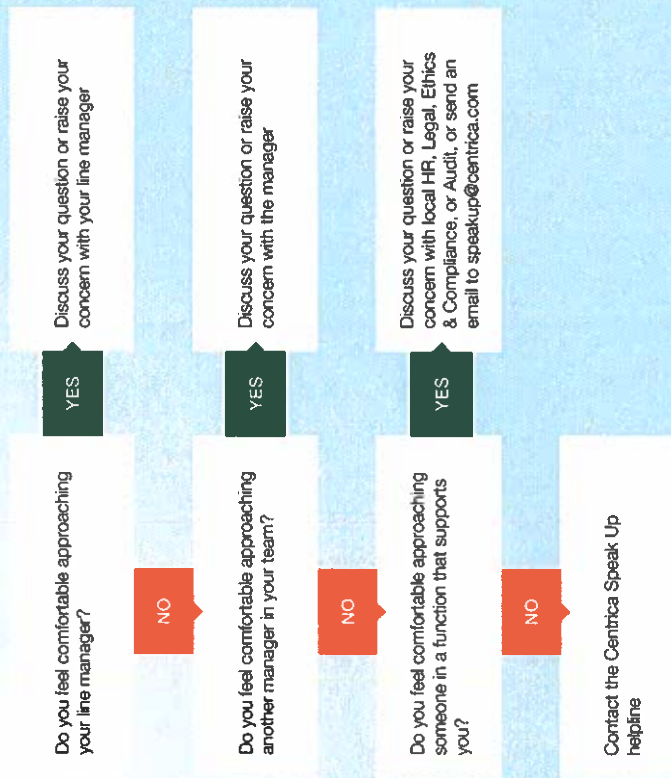 Do you feel comfortable approaching
your line manager?
YES
Discuss your question or raise your
concern with your line manager
NO
Do you feel comfortable approaching
another manager in your team?
YES
Discuss your question or raise your
concern with the manager
NO
Do you feel comfortable approaching
someone in a function that supports
you?
YES
Discuss your question or raise your
concern with local HR, Legal, Ethics
& Compliance, or Audit, or send an
email to speakup@centrica.com
NO
Contact the Centrica Speak Up
helpline